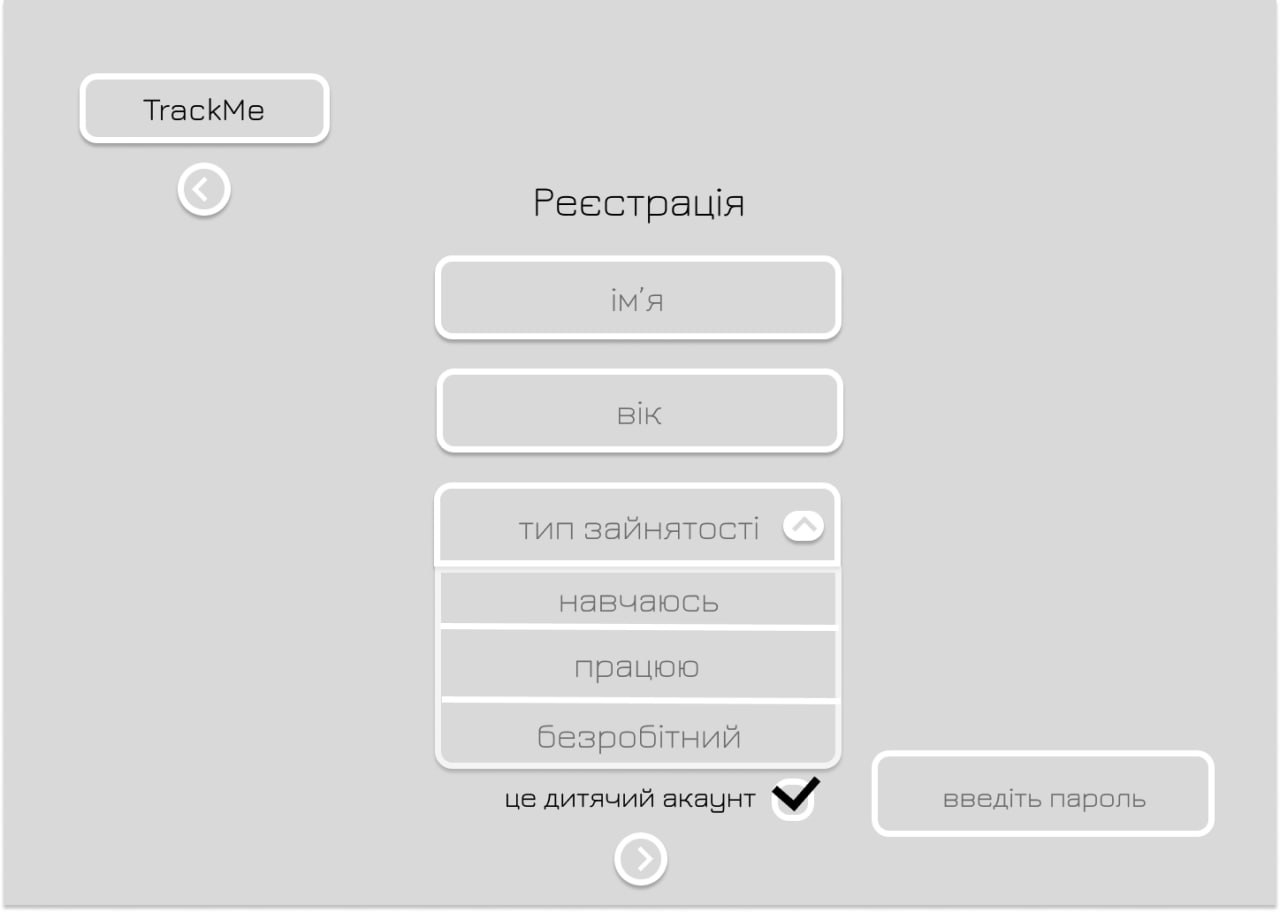 TrackMe
Реєстрація
ім’я
вік
тип зайнятості
навчаюсь
працюю
безробітний
це дитячий акаунт
введіть пароль